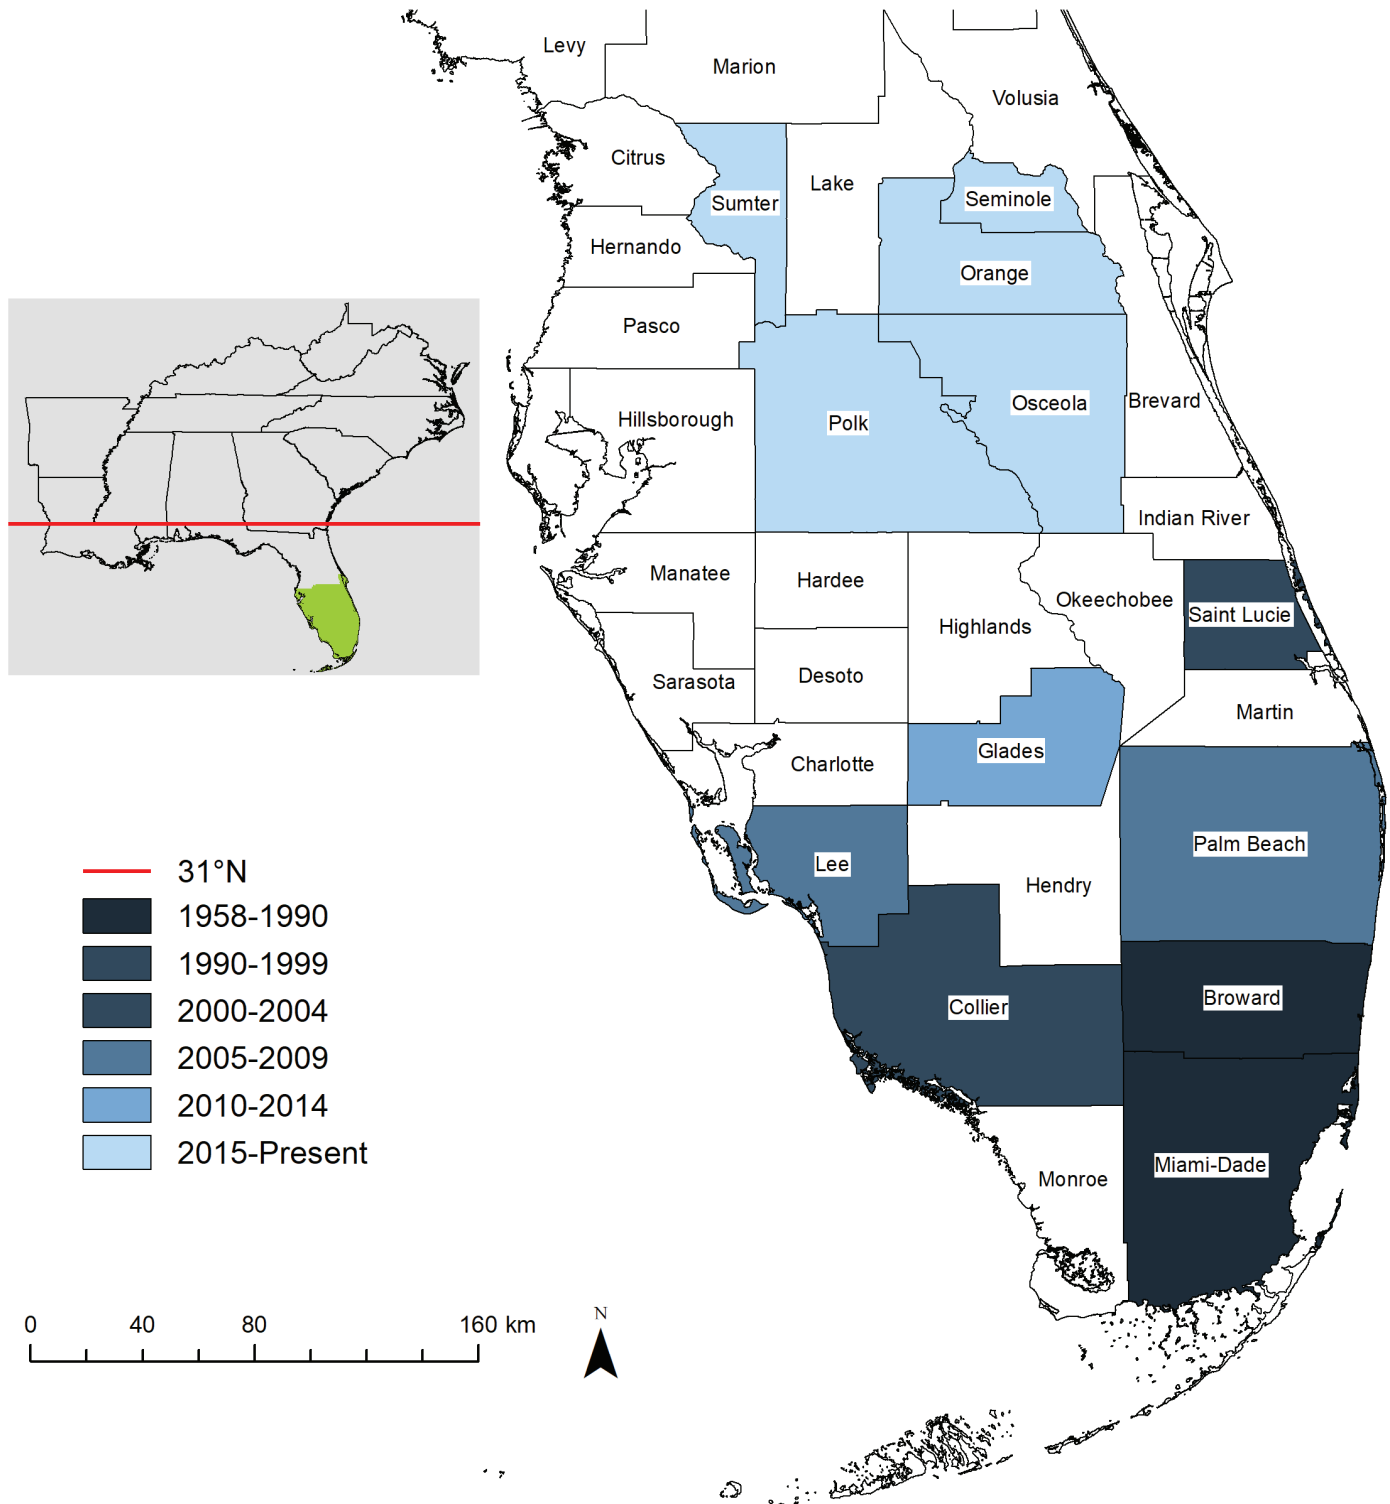 Levy
Marion
Volusia
Citrus
Lake
Sumter
Seminole
Hernando
Orange
Pasco
Osceola
Brevard
Hillsborough
Polk
Indian River
Manatee
Hardee
Okeechobee
Saint Lucie
Highlands
Sarasota
Desoto
Martin
Glades
Charlotte
Palm Beach
Lee
Hendry
Collier
Broward
Miami-Dade
Monroe
31°N
1958-1990
1990-1999
2000-2004
2005-2009
2010-2014
2015-Present
0 40 80 160 km
N